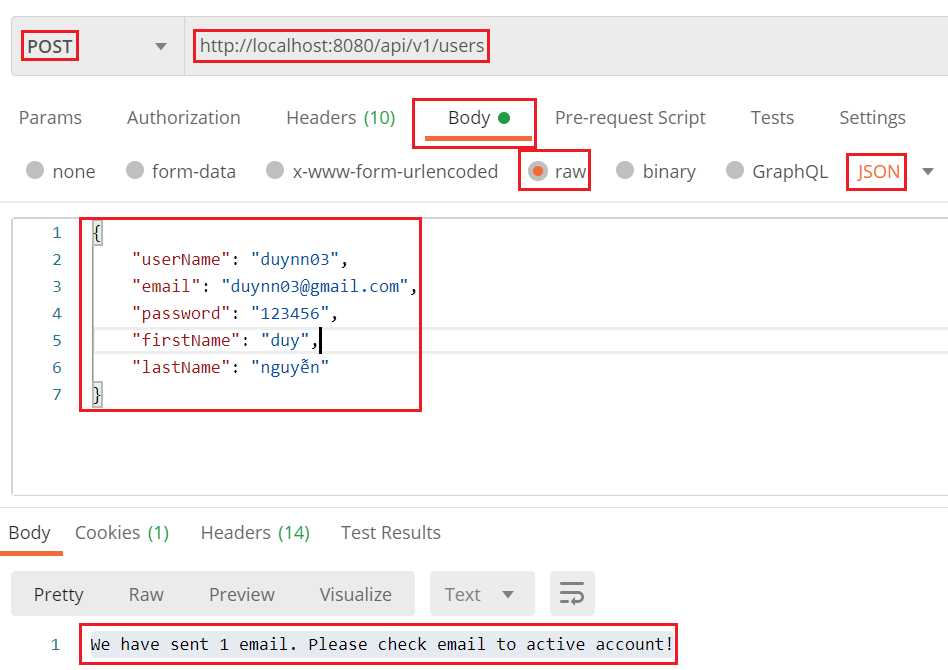 POST http://localhost:8080/api/v1/users
Params Authorization Headers (10) Body Pre-request Script Tests Settings
none form-data x-www-form-urlencoded raw binary GraphQL JSON
1 {
2 "userName": "duynn03",
3 "email": "duynn03@gmail.com",
4 "password": "123456",
5 "firstName": "duy",
6 "lastName": "nguyễn"
7 }
Body Cookies (1) Headers (14) Test Results
Pretty Raw Preview Visualize Text
1 We have sent 1 email. Please check email to active account!